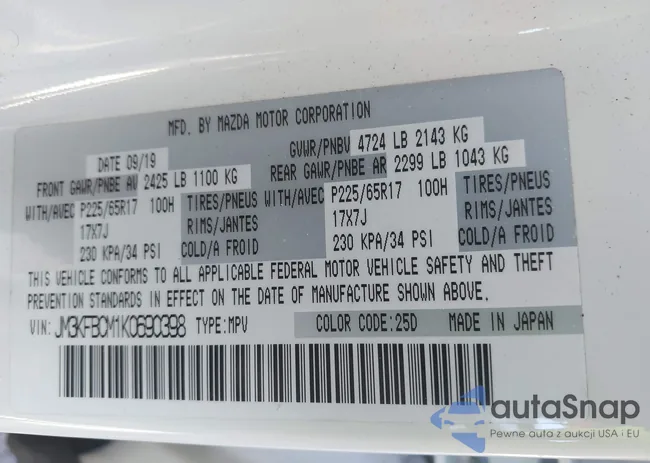 MFD. BY MAZDA MOTOR CORPORATION
DATE 09/19 GVWR/PNBV 4724 LB 2143 KG
FRONT GAWR/PNBE AV 2425 LB 1100 KG REAR GAWR/PNBE AR 2299 LB 1043 KG
WITH/AVEC P225/65R17 100H TIRES/PNEUS WITH/AVEC P225/65R17 100H TIRES/PNEUS
17X7J RIMS/JANTES 17X7J RIMS/JANTES
230 KPA/34 PSI COLD/A FROID 230 KPA/34 PSI COLD/A FROID
THIS VEHICLE CONFORMS TO ALL APPLICABLE FEDERAL MOTOR VEHICLE SAFETY AND THEFT
PREVENTION STANDARDS IN EFFECT ON THE DATE OF MANUFACTURE SHOWN ABOVE.
VIN: JM3KFBCM1K0690398 TYPE: MPV COLOR CODE: 25D MADE IN JAPAN
autaSnap
Pewne auta z aukcji USA i EU